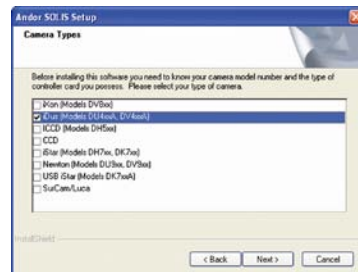 Andor SOLIS Setup
Camera Types
Before installing this software you need to know your camera model number and the type of
controller card you possess. Please select your type of camera.
iXon (Models DV8xx)
iDus (Models DU4xxA, DV4xxA)
ICCD (Models DH5xx)
CCD
iStar (Models DH7xx, DK7xx)
Newton (Models DU9xx, DV9xx)
USB iStar (Models DK7xxA)
SurCam/Luca
InstallShield
< Back
Next >
Cancel